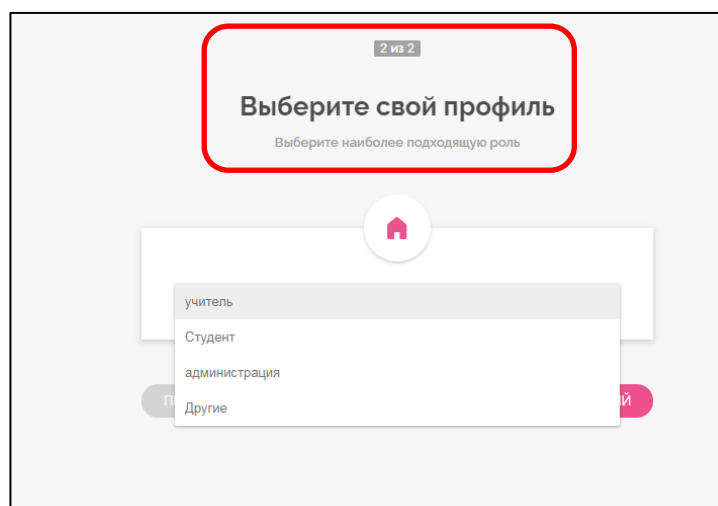 2 из 2
Выберите свой профиль
Выберите наиболее подходящую роль
учитель
Студент
администрация
Другие